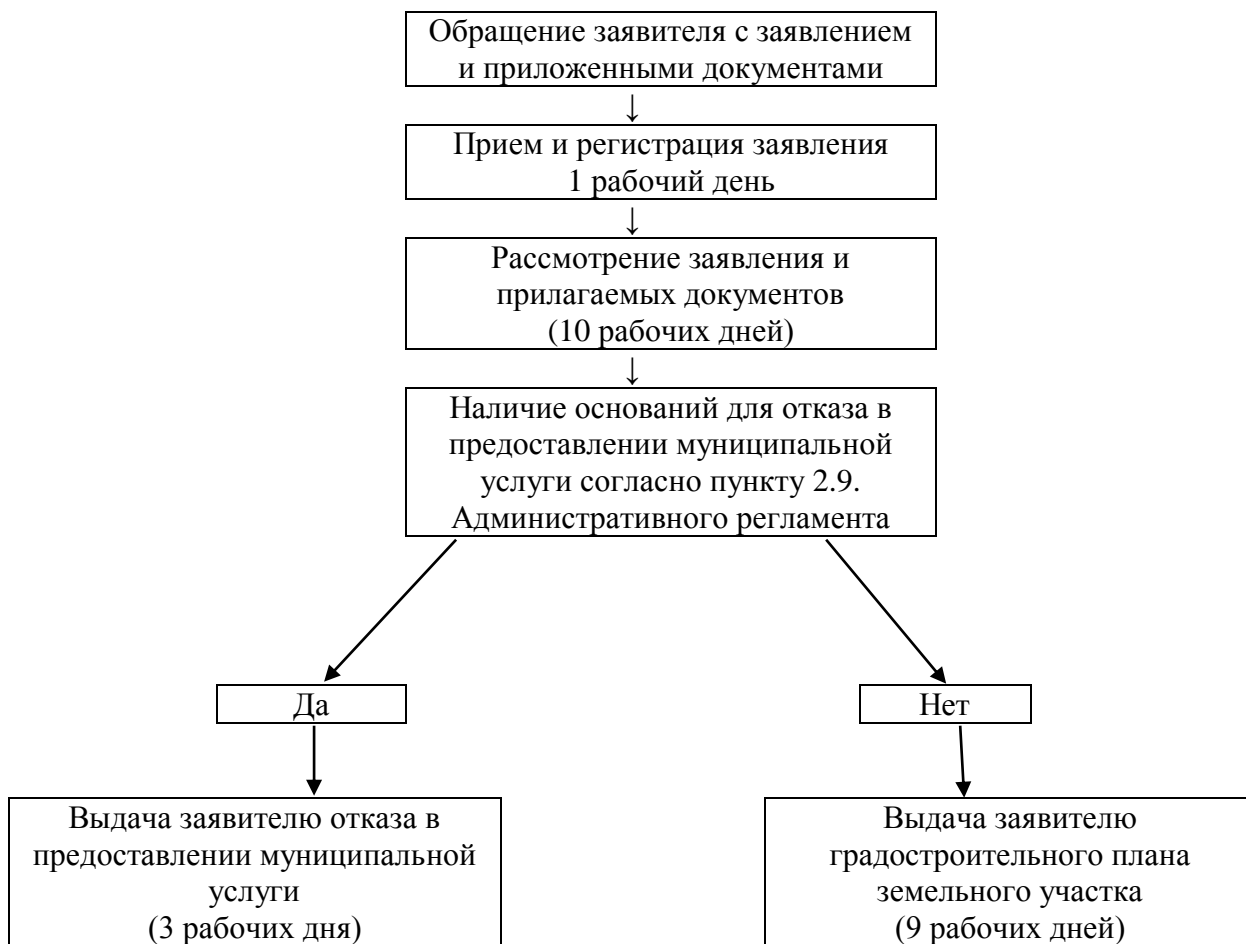 Обращение заявителя с заявлением
и приложенными документами
↓
Прием и регистрация заявления
1 рабочий день
↓
Рассмотрение заявления и
прилагаемых документов
(10 рабочих дней)
↓
Наличие оснований для отказа в
предоставлении муниципальной
услуги согласно пункту 2.9.
Административного регламента
Да
Нет
Выдача заявителю отказа в
предоставлении муниципальной
услуги
(3 рабочих дня)
Выдача заявителю
градостроительного плана
земельного участка
(9 рабочих дней)